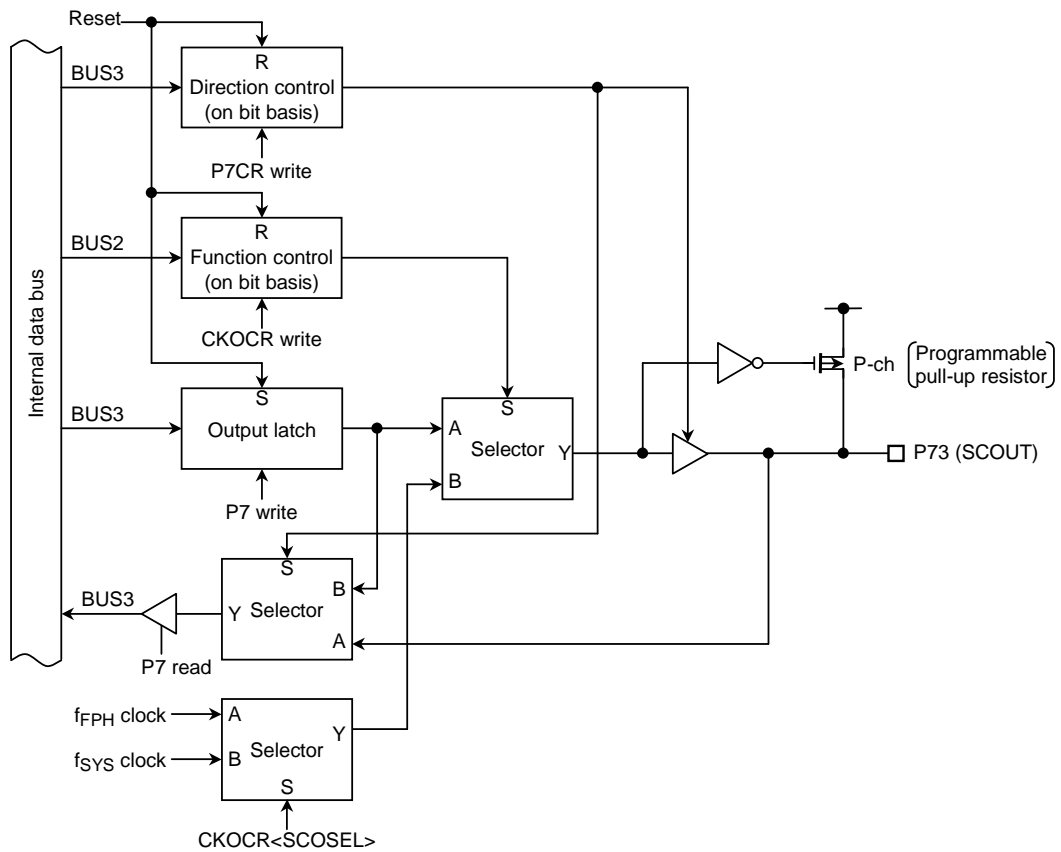 Reset
BUS3
R
Direction control
(on bit basis)
P7CR write
BUS2
R
Function control
(on bit basis)
CKOCR write
Internal data bus
BUS3
S
Output latch
P7 write
S
A
Selector
Y
B
P-ch
Programmable
pull-up resistor
P73 (SCOUT)
BUS3
S
B
Y
Selector
A
P7 read
fFPH clock
A
Y
Selector
fSYS clock
B
S
CKOCR<SCOSEL>